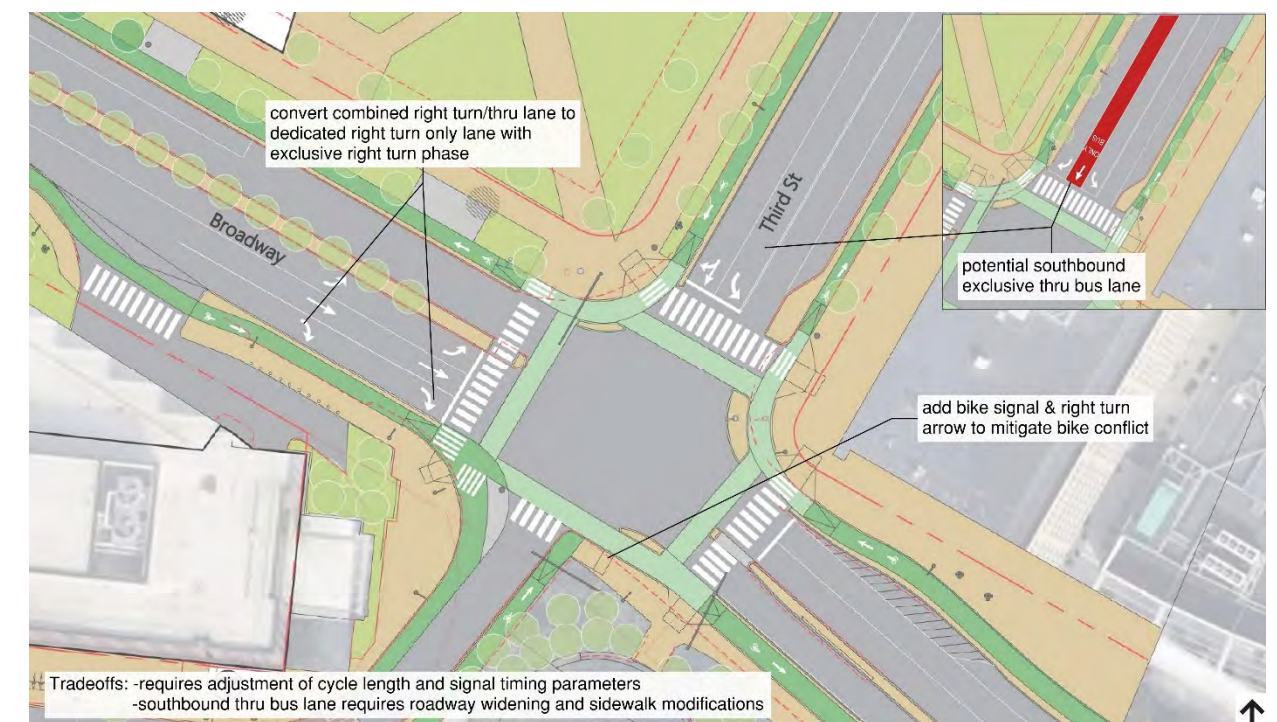 convert combined right turn/thru lane to
dedicated right turn only lane with
exclusive right turn phase
Broadway
Third St
BUS
ONLY
potential southbound
exclusive thru bus lane
add bike signal & right turn
arrow to mitigate bike conflict
Tradeoffs: -requires adjustment of cycle length and signal timing parameters
-southbound thru bus lane requires roadway widening and sidewalk modifications